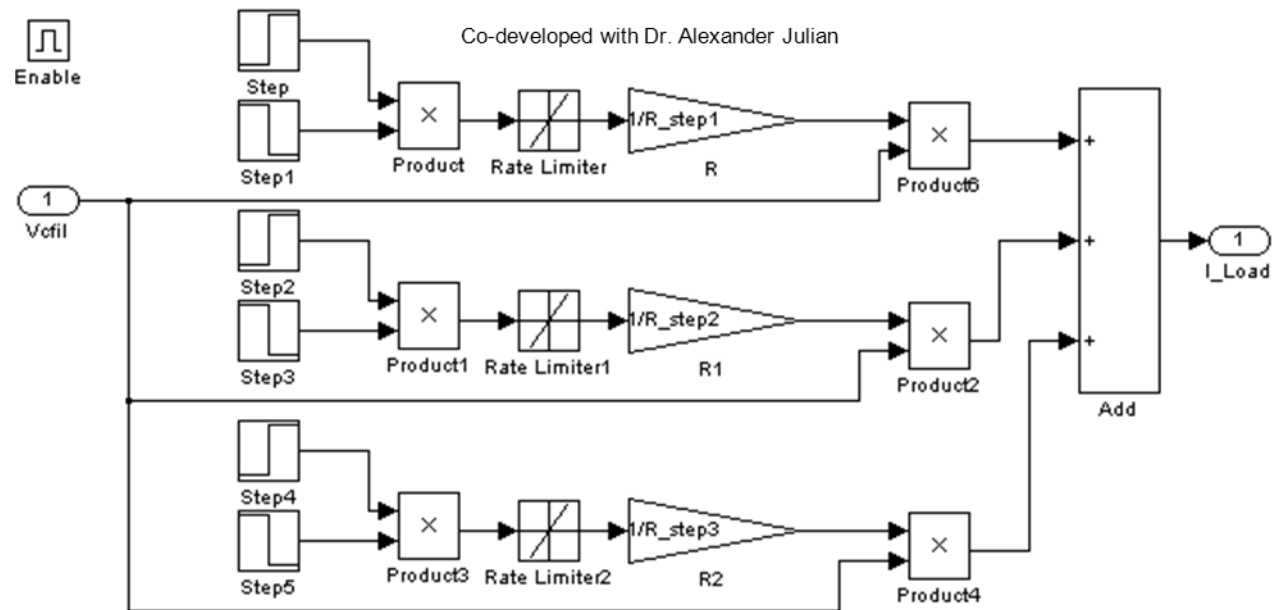 Co-developed with Dr. Alexander Julian
Enable
Step
×
1/R_step1
×
+
Step1
Product
Rate Limiter
R
Product6
1
Vcfil
Step2
×
1/R_step2
×
+
1
I_Load
Step3
Product1
Rate Limiter1
R1
Product2
+
Add
Step4
×
1/R_step3
×
Step5
Product3
Rate Limiter2
R2
Product4